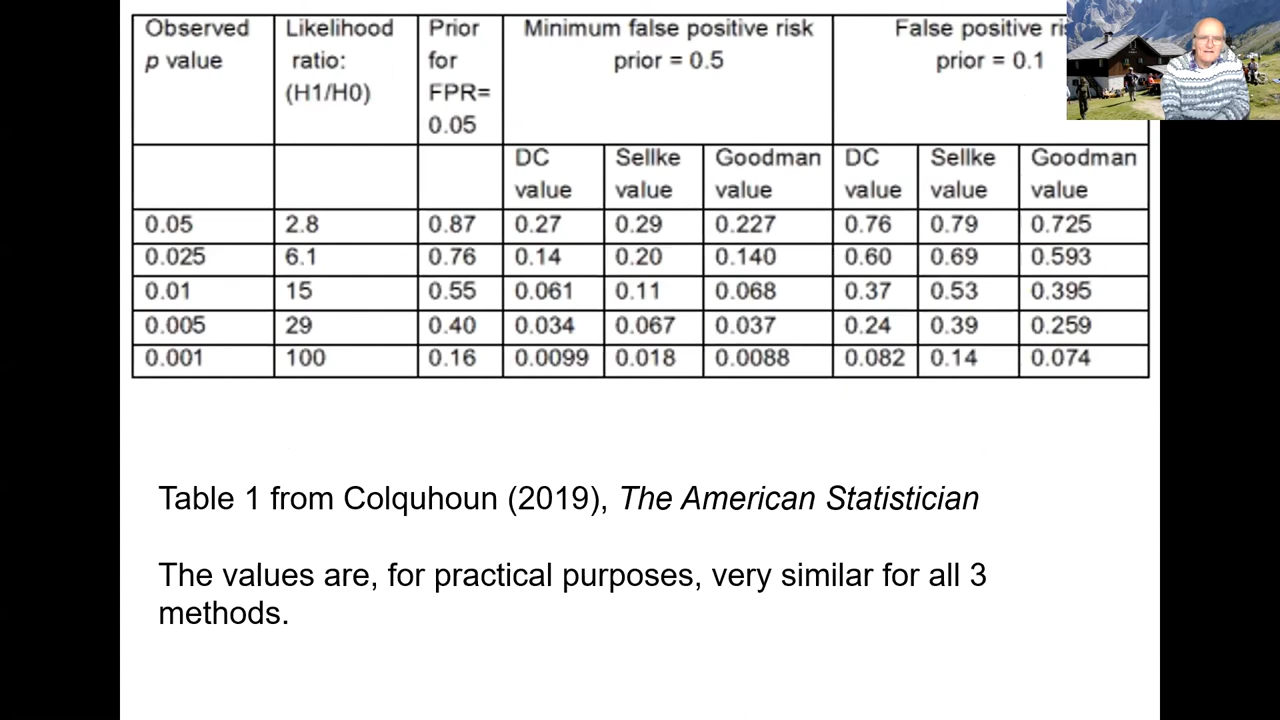 Observed Likelihood Prior Minimum false positive risk False positive
p value ratio: for prior = 0.5 prior = 0.1
(H1/H0) FPR=
0.05
DC Sellke Goodman DC Sellke Goodman
value value value value value value
0.05 2.8 0.87 0.27 0.29 0.227 0.76 0.79 0.725
0.025 6.1 0.76 0.14 0.20 0.140 0.60 0.69 0.593
0.01 15 0.55 0.061 0.11 0.068 0.37 0.53 0.395
0.005 29 0.40 0.034 0.067 0.037 0.24 0.39 0.259
0.001 100 0.16 0.0099 0.018 0.0088 0.082 0.14 0.074
Table 1 from Colquhoun (2019), The American Statistician
The values are, for practical purposes, very similar for all 3
methods.